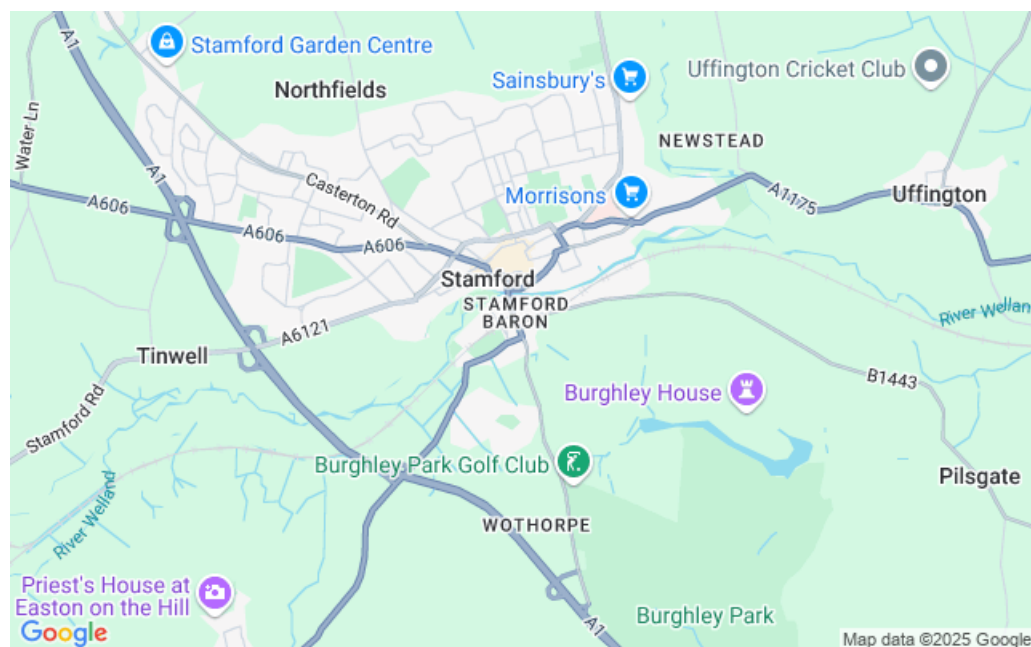 A1
Stamford Garden Centre
Northfields
Sainsbury's
Uffington Cricket Club
Water Ln
A1
NEWSTEAD
Casterton Rd
Morrisons
A1175
Uffington
A606
A606
A606
Stamford
STAMFORD
BARON
River Welland
A6121
Tinwell
B1443
Burghley House
Stamford Rd
Burghley Park Golf Club
Pilsgate
River Welland
WOTHORPE
Priest's House at
Easton on the Hill
Burghley Park
A1
Google
Map data ©2025 Google